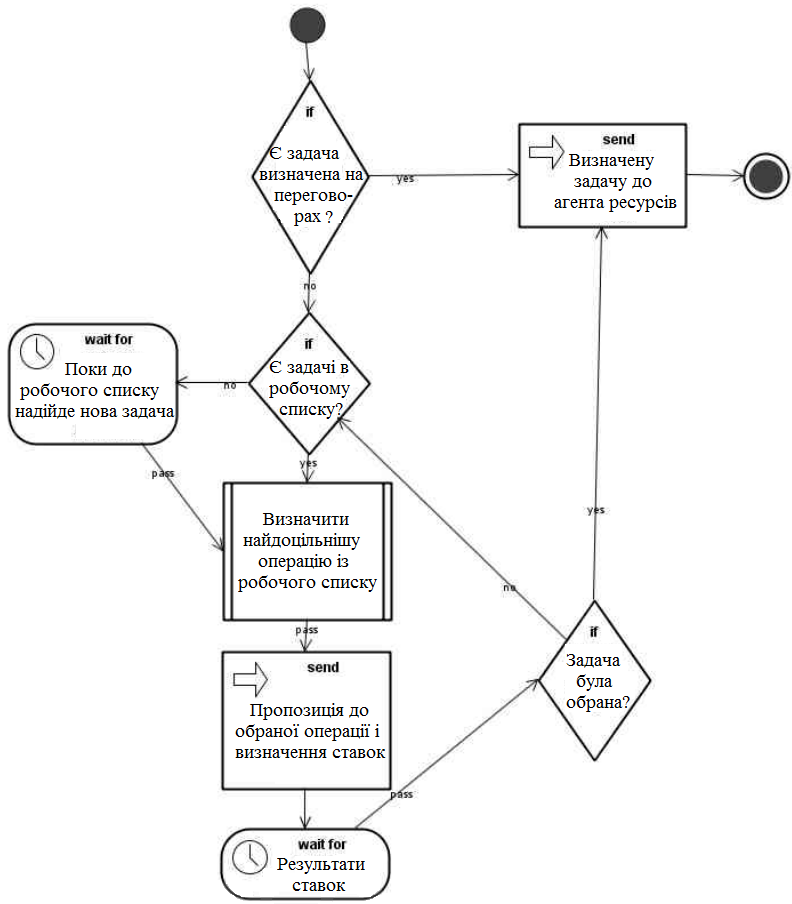 if
Є задача
визначена на
перегово-
рах ?
yes
send
Визначену
задачу до
агента ресурсів
no
wait for
Поки до
робочого списку
надійде нова задача
no
if
Є задачі в
робочому
списку?
pass
yes
Визначити
найдоцільнішу
операцію із
робочого списку
no
yes
pass
send
Пропозиція до
обраної операції і
визначення ставок
if
Задача
була
обрана?
pass
wait for
Результати
ставок